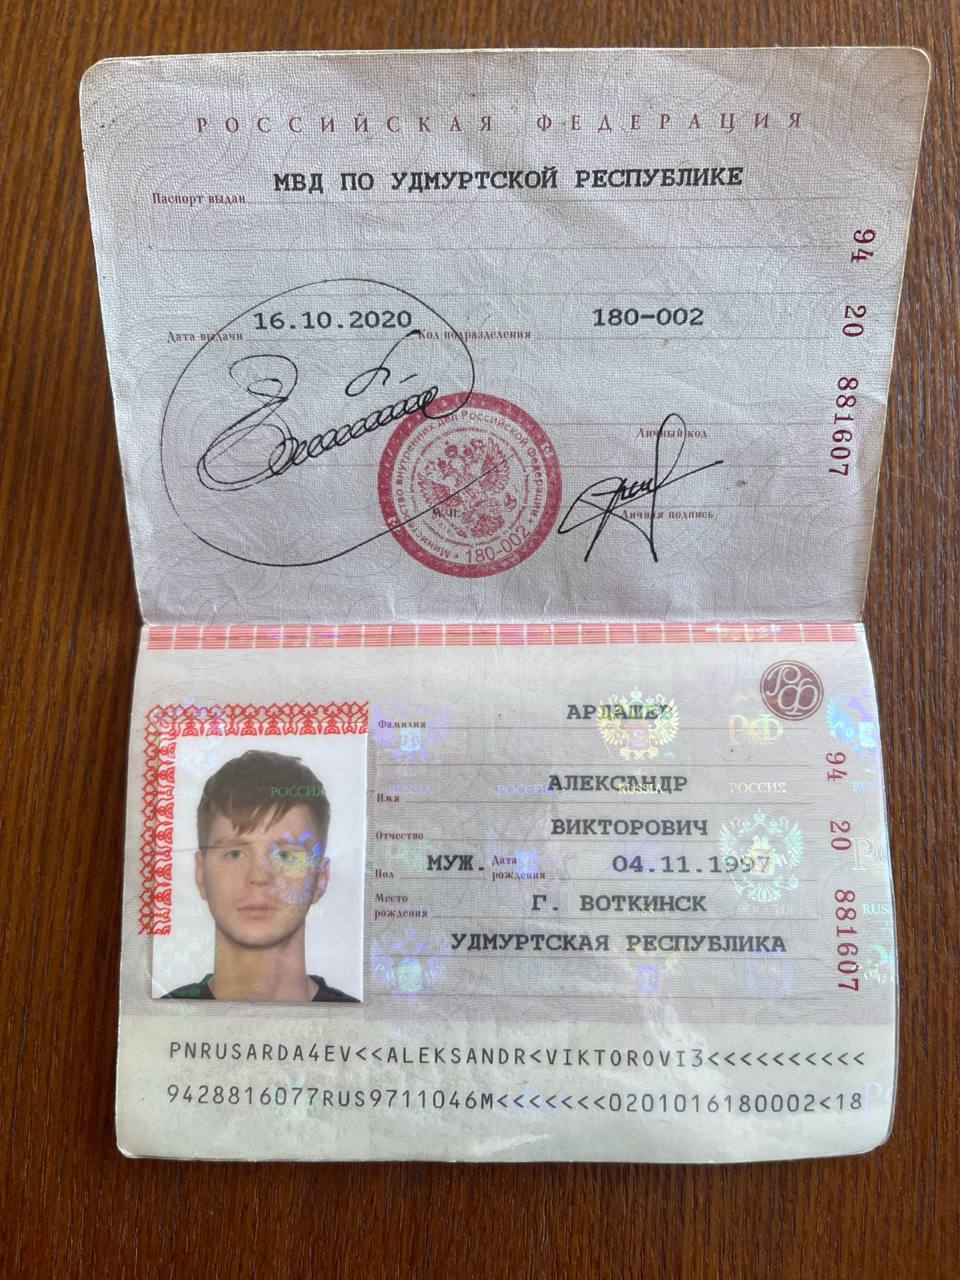 РОССИЙСКАЯ ФЕДЕРАЦИЯ
Паспорт выдан МВД ПО УДМУРТСКОЙ РЕСПУБЛИКЕ
Дата выдачи 16.10.2020 Код подразделения 180-002
94 20 881607
Личный код
Личная подпись
Министерство внутренних дел Российской Федерации
М.П.
180-002
РФ
Фамилия АРДАШЕВ
Имя АЛЕКСАНДР
Отчество ВИКТОРОВИЧ
Пол МУЖ. Дата рождения 04.11.1997
Место рождения Г. ВОТКИНСК
УДМУРТСКАЯ РЕСПУБЛИКА
94 20 881607
РОССИЯ
RUSSIA
РФ
PNRUSARDA4EV<<ALEKSANDR<VIKTOROVI3<<<<<<<<<<
9428816077RUS9711046M<<<<<<<0201016180002<18